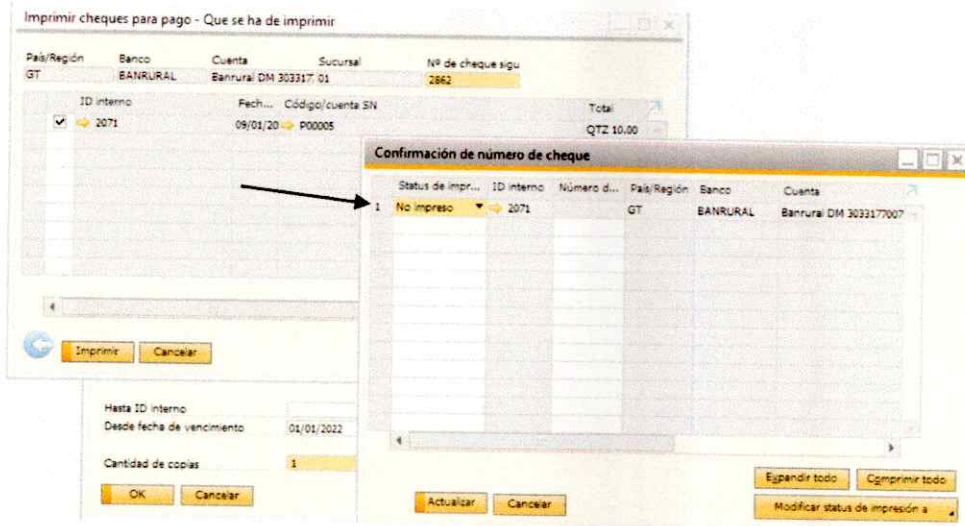 Imprimir cheques para pago - Que se ha de imprimir
País/Región Banco Cuenta Sucursal Nº de cheque sigu
GT BANRURAL Banrural DM 303317 01 2862
ID interno Fech... Código/cuenta SN Total
2071 09/01/20 P00005 QTZ 10.00
Imprimir Cancelar
Hasta ID interno
Desde fecha de vencimiento 01/01/2022
Cantidad de copias 1
OK Cancelar
Confirmación de número de cheque
Status de impr... ID interno Número d... País/Región Banco Cuenta
1 No impreso 2071 GT BANRURAL Banrural DM 3033177007
Expandir todo Comprimir todo
Actualizar Cancelar Modificar status de impresión a